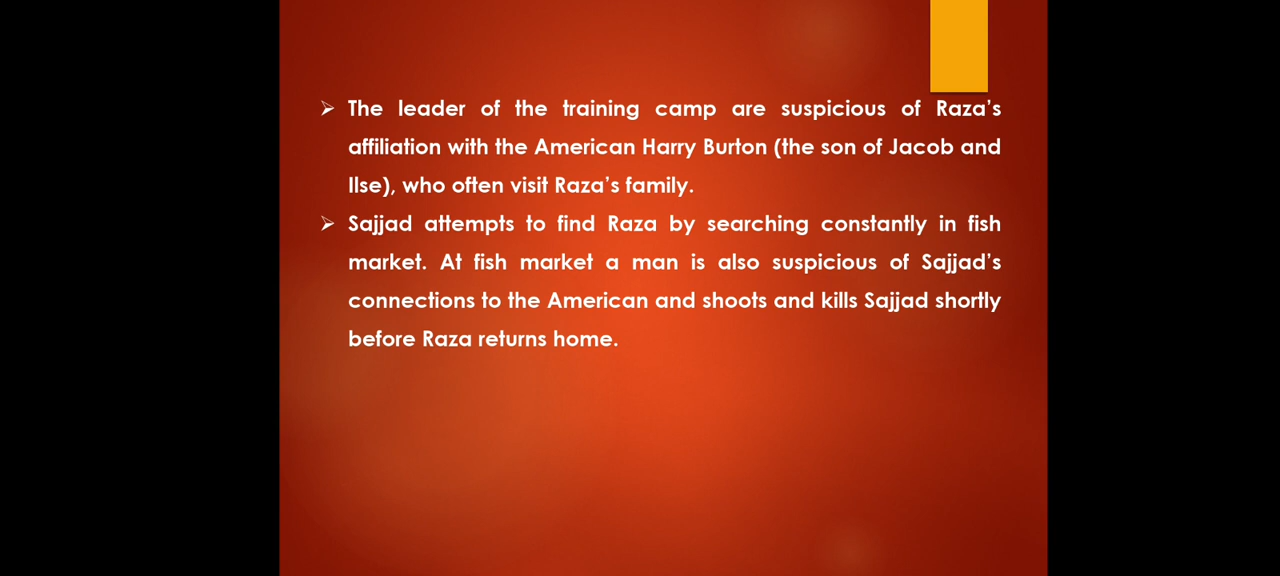 ➢ The leader of the training camp are suspicious of Raza's
affiliation with the American Harry Burton (the son of Jacob and
Ilse), who often visit Raza's family.
➢ Sajjad attempts to find Raza by searching constantly in fish
market. At fish market a man is also suspicious of Sajjad's
connections to the American and shoots and kills Sajjad shortly
before Raza returns home.